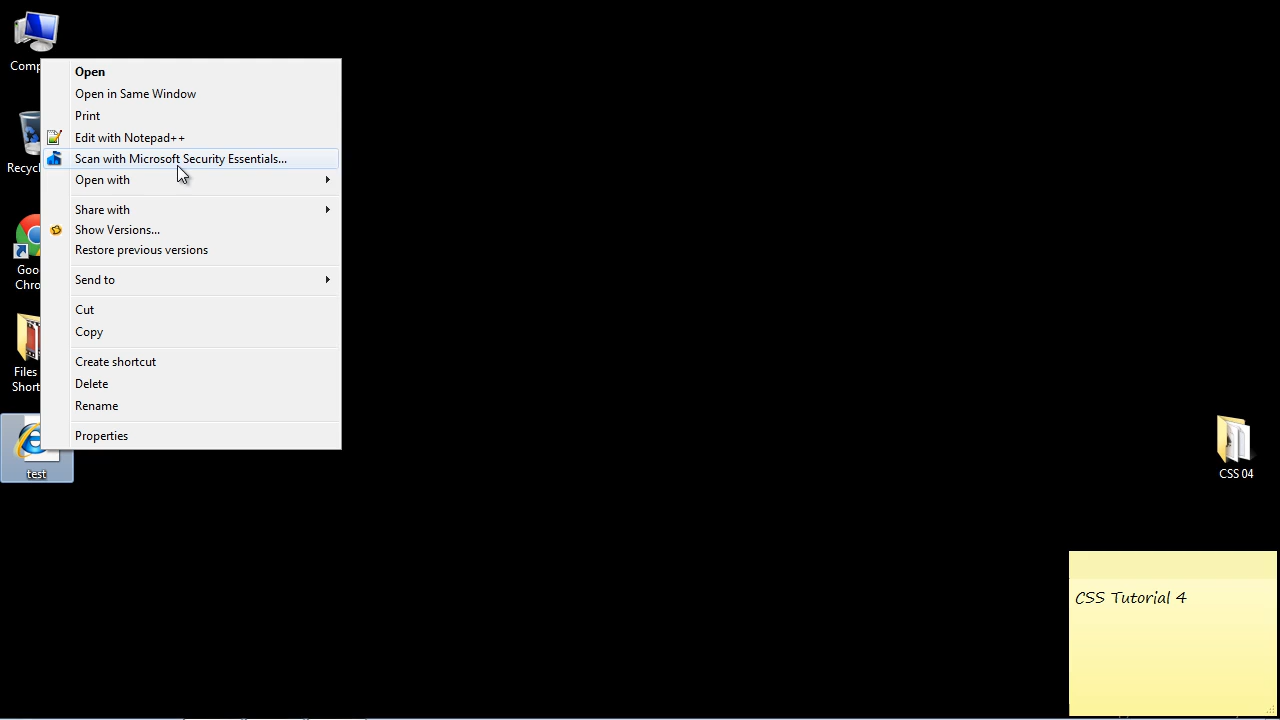 Comp
Open
Open in Same Window
Print
Edit with Notepad++
Scan with Microsoft Security Essentials...
Recyc
Open with
Share with
Show Versions...
Restore previous versions
Goo
Chro
Send to
Cut
Copy
Files
Short
Create shortcut
Delete
Rename
Properties
test
CSS 04
CSS Tutorial 4